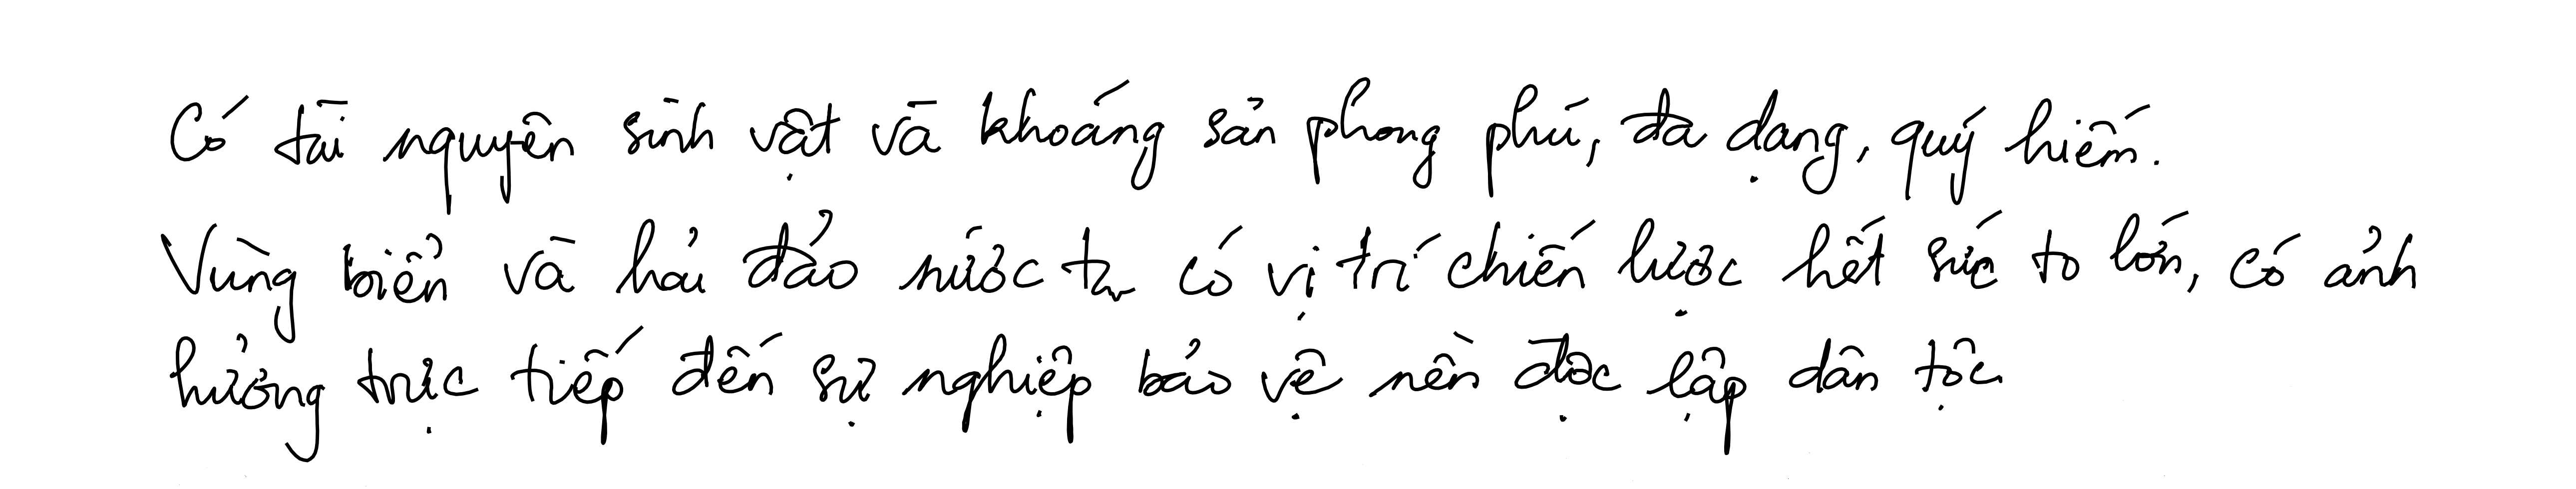 Có tài nguyên sinh vật và khoáng sản phong phú, đa dạng, quý hiếm.
Vùng biển và hải đảo nước ta có vị trí chiến lược hết sức to lớn, có ảnh
hưởng trực tiếp đến sự nghiệp bảo vệ nền độc lập dân tộc